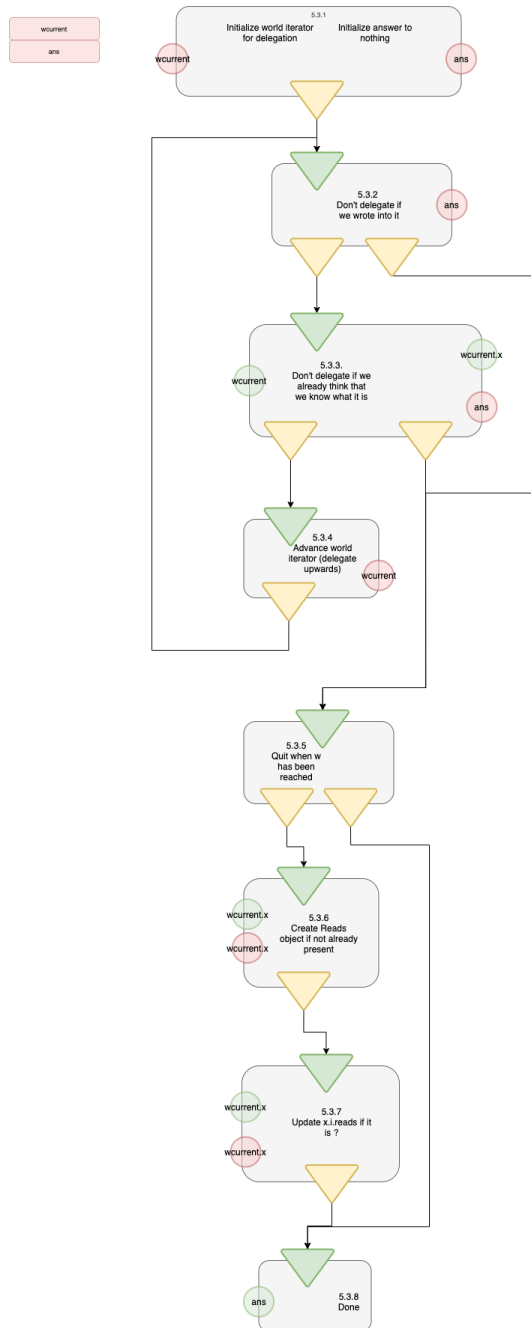 wcurrent
ans
5.3.1
Initialize world iterator
for delegation
Initialize answer to
nothing
wcurrent
ans
5.3.2
Don't delegate if
we wrote into it
ans
5.3.3.
Don't delegate if we
already think that
we know what it is
wcurrent
wcurrent.x
ans
5.3.4
Advance world
iterator (delegate
upwards)
wcurrent
5.3.5
Quit when w
has been
reached
5.3.6
Create Reads
object if not already
present
wcurrent.x
wcurrent.x
5.3.7
Update x.i.reads if it
is ?
wcurrent.x
wcurrent.x
5.3.8
Done
ans